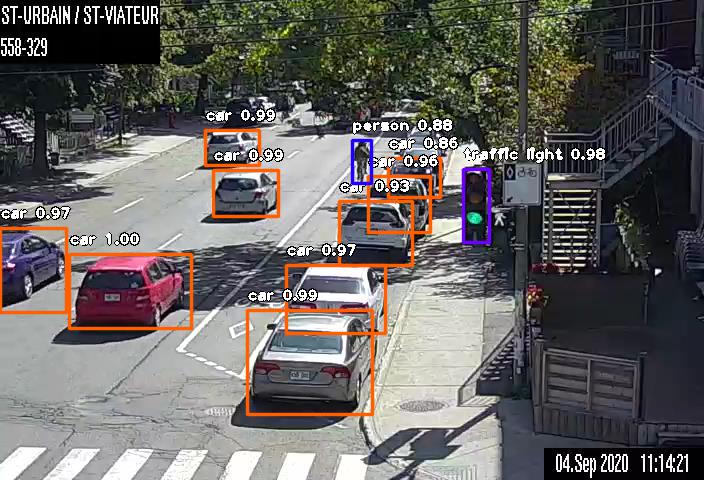 ST-URBAIN / ST-VIATEUR
558-329
car 0.99
person 0.88
car 0.86
traffic light 0.98
car 0.99
car 0.96
car 0.93
car 0.97
car 1.00
car 0.97
car 0.99
04.Sep 2020 11:14:21